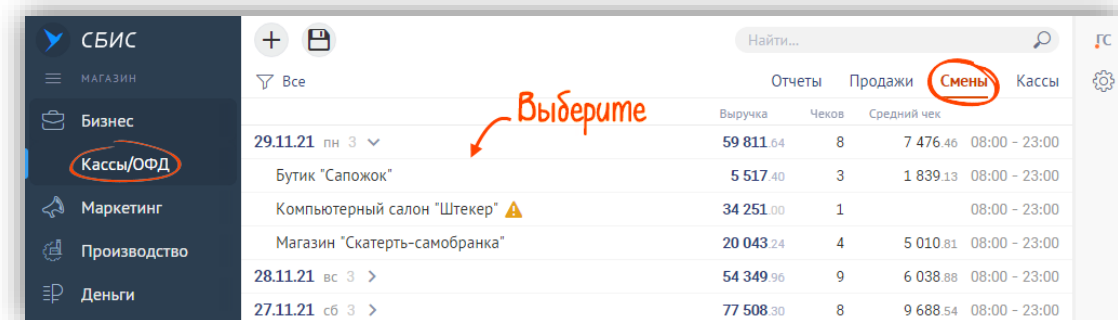 СБИС
Найти...
ГС
МАГАЗИН
Все
Отчеты Продажи Смены Кассы
Бизнес
Выберите
Выручка Чеков Средний чек
29.11.21 пн 3 59 811.64 8 7 476.46 08:00 - 23:00
Кассы/ОФД
Бутик "Сапожок" 5 517.40 3 1 839.13 08:00 - 23:00
Маркетинг
Компьютерный салон "Штекер" 34 251.00 1 08:00 - 23:00
Производство
Магазин "Скатерть-самобранка" 20 043.24 4 5 010.81 08:00 - 23:00
28.11.21 вс 3 54 349.96 9 6 038.88 08:00 - 23:00
Деньги
27.11.21 сб 3 77 508.30 8 9 688.54 08:00 - 23:00